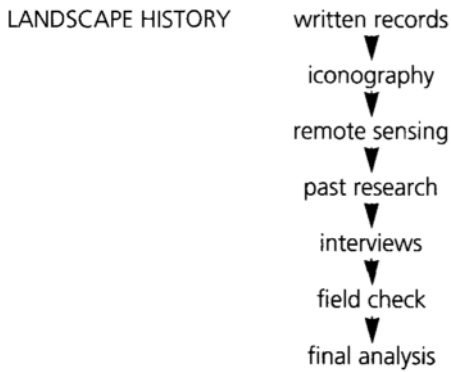 LANDSCAPE HISTORY written records
iconography
remote sensing
past research
interviews
field check
final analysis